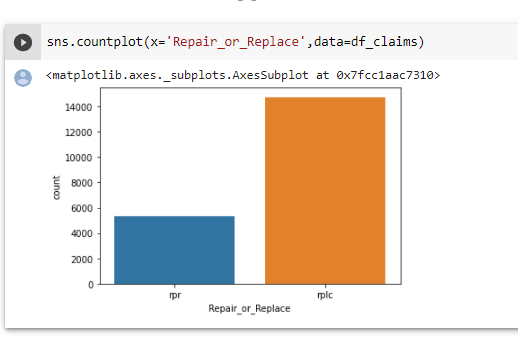 sns.countplot(x='Repair_or_Replace',data=df_claims)
<matplotlib.axes._subplots.AxesSubplot at 0x7fcc1aac7310>
14000
12000
10000
8000
6000
4000
2000
0
count
rpr rplc
Repair_or_Replace